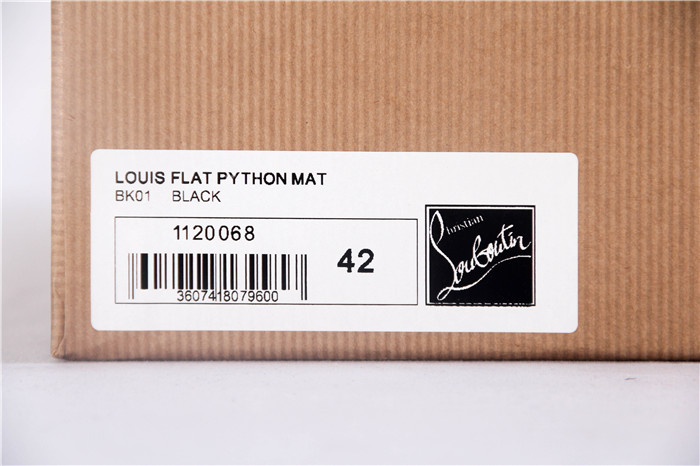 LOUIS FLAT PYTHON MAT
BK01 BLACK
1120068
3607418079600
42
Christian
Louboutin